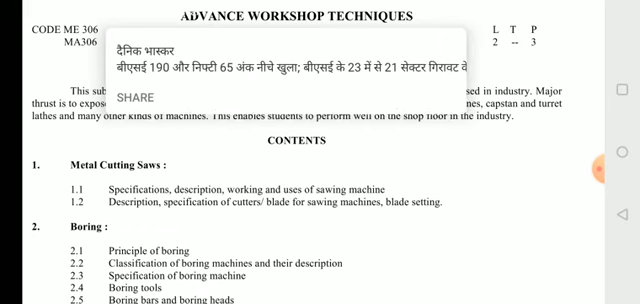 ADVANCE WORKSHOP TECHNIQUES
CODE ME 306
MA306
L T P
2 -- 3
दैनिक भास्कर
बीएसई 190 और निफ्टी 65 अंक नीचे खुला; बीएसई के 23 में से 21 सेक्टर गिरावट के
SHARE
This sub sed in industry. Major
thrust is to expos nes, capstan and turret
lathes and many other kinds of machines. This enables students to perform well on the shop floor in the industry.
CONTENTS
1. Metal Cutting Saws :
1.1 Specifications, description, working and uses of sawing machine
1.2 Description, specification of cutters/ blade for sawing machines, blade setting.
2. Boring :
2.1 Principle of boring
2.2 Classification of boring machines and their description
2.3 Specification of boring machine
2.4 Boring tools
2.5 Boring bars and boring heads